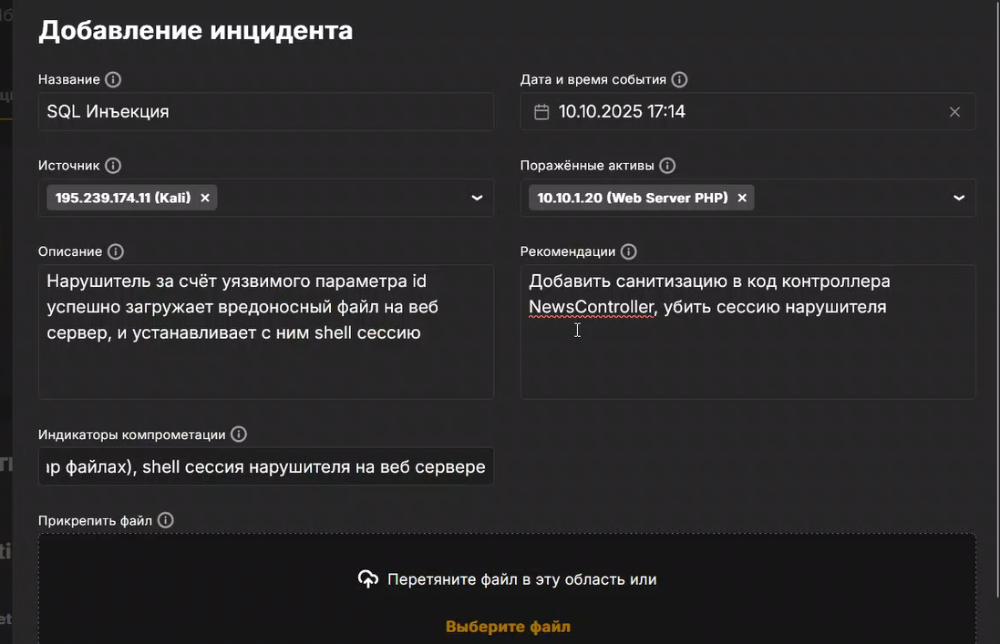 Добавление инцидента
Название
Дата и время события
SQL Инъекция
10.10.2025 17:14
Источник
Поражённые активы
195.239.174.11 (Kali)
10.10.1.20 (Web Server PHP)
Описание
Рекомендации
Нарушитель за счёт уязвимого параметра id
успешно загружает вредоносный файл на веб
сервер, и устанавливает с ним shell сессию
Добавить санитизацию в код контроллера
NewsController, убить сессию нарушителя
Индикаторы компрометации
файлах), shell сессия нарушителя на веб сервере
Прикрепить файл
Перетяните файл в эту область или
Выберите файл